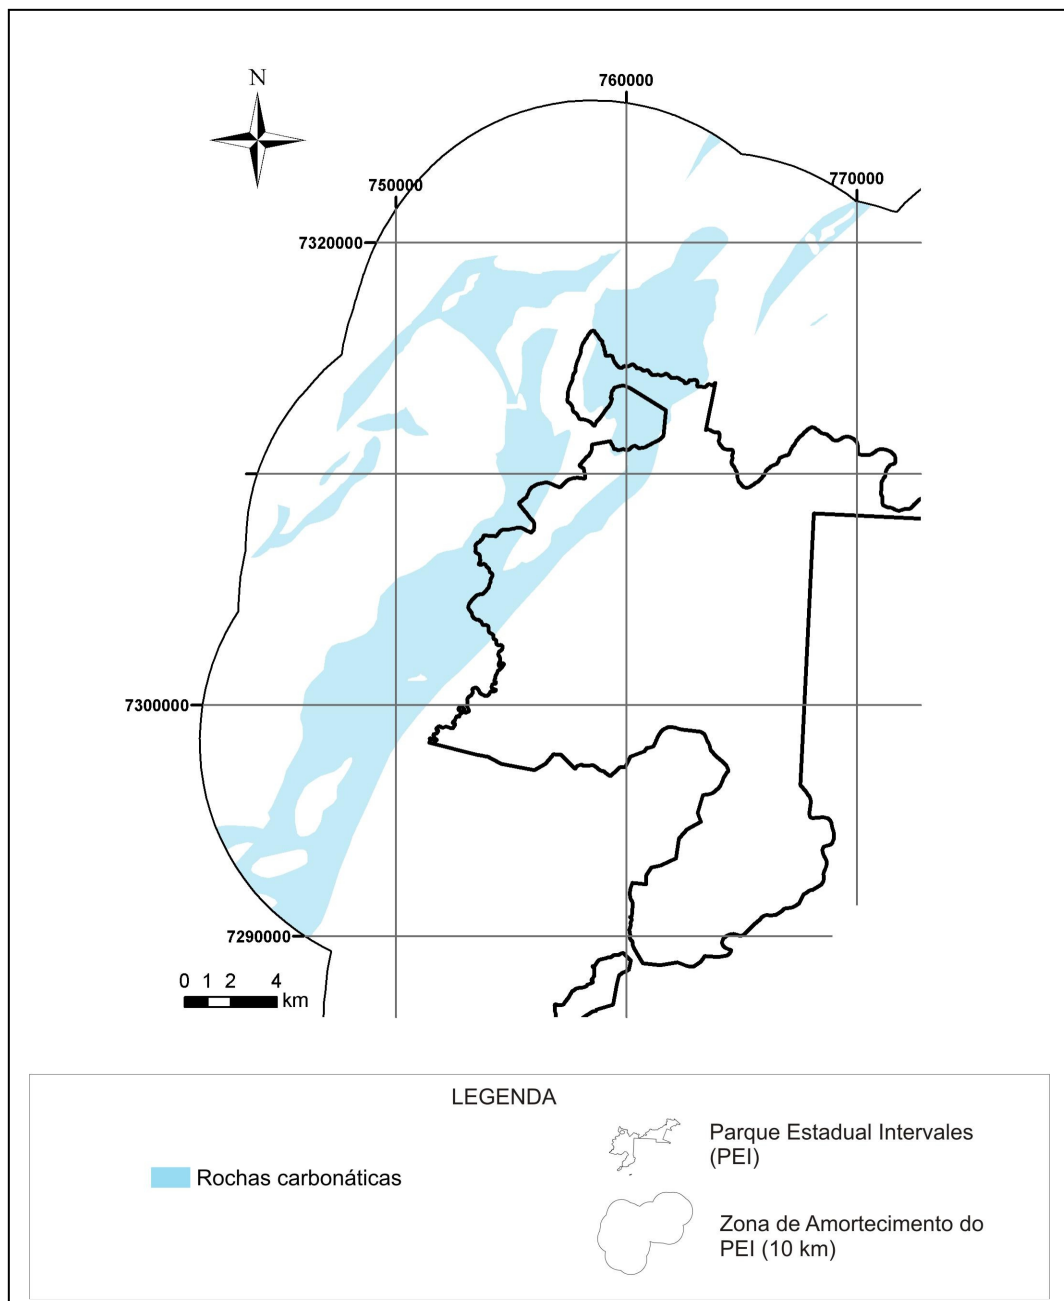 N
760000
750000
770000
7320000
7300000
7290000
0 1 2 4
km
LEGENDA
Rochas carbonáticas
Parque Estadual Intervales
(PEI)
Zona de Amortecimento do
PEI (10 km)